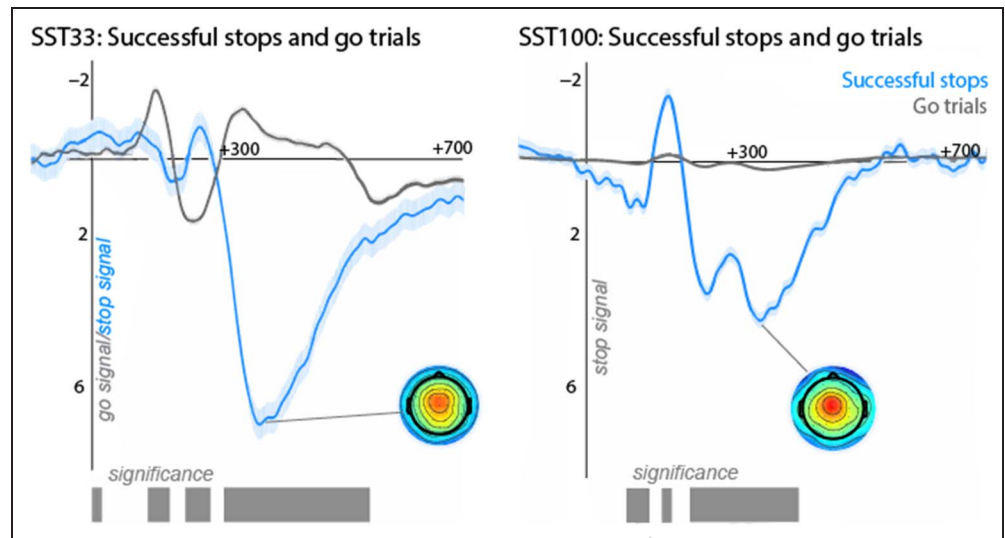 SST33: Successful stops and go trials
−2
+300
+700
2
6
go signal/stop signal
significance
SST100: Successful stops and go trials
−2
Successful stops
Go trials
+300
+700
2
6
stop signal